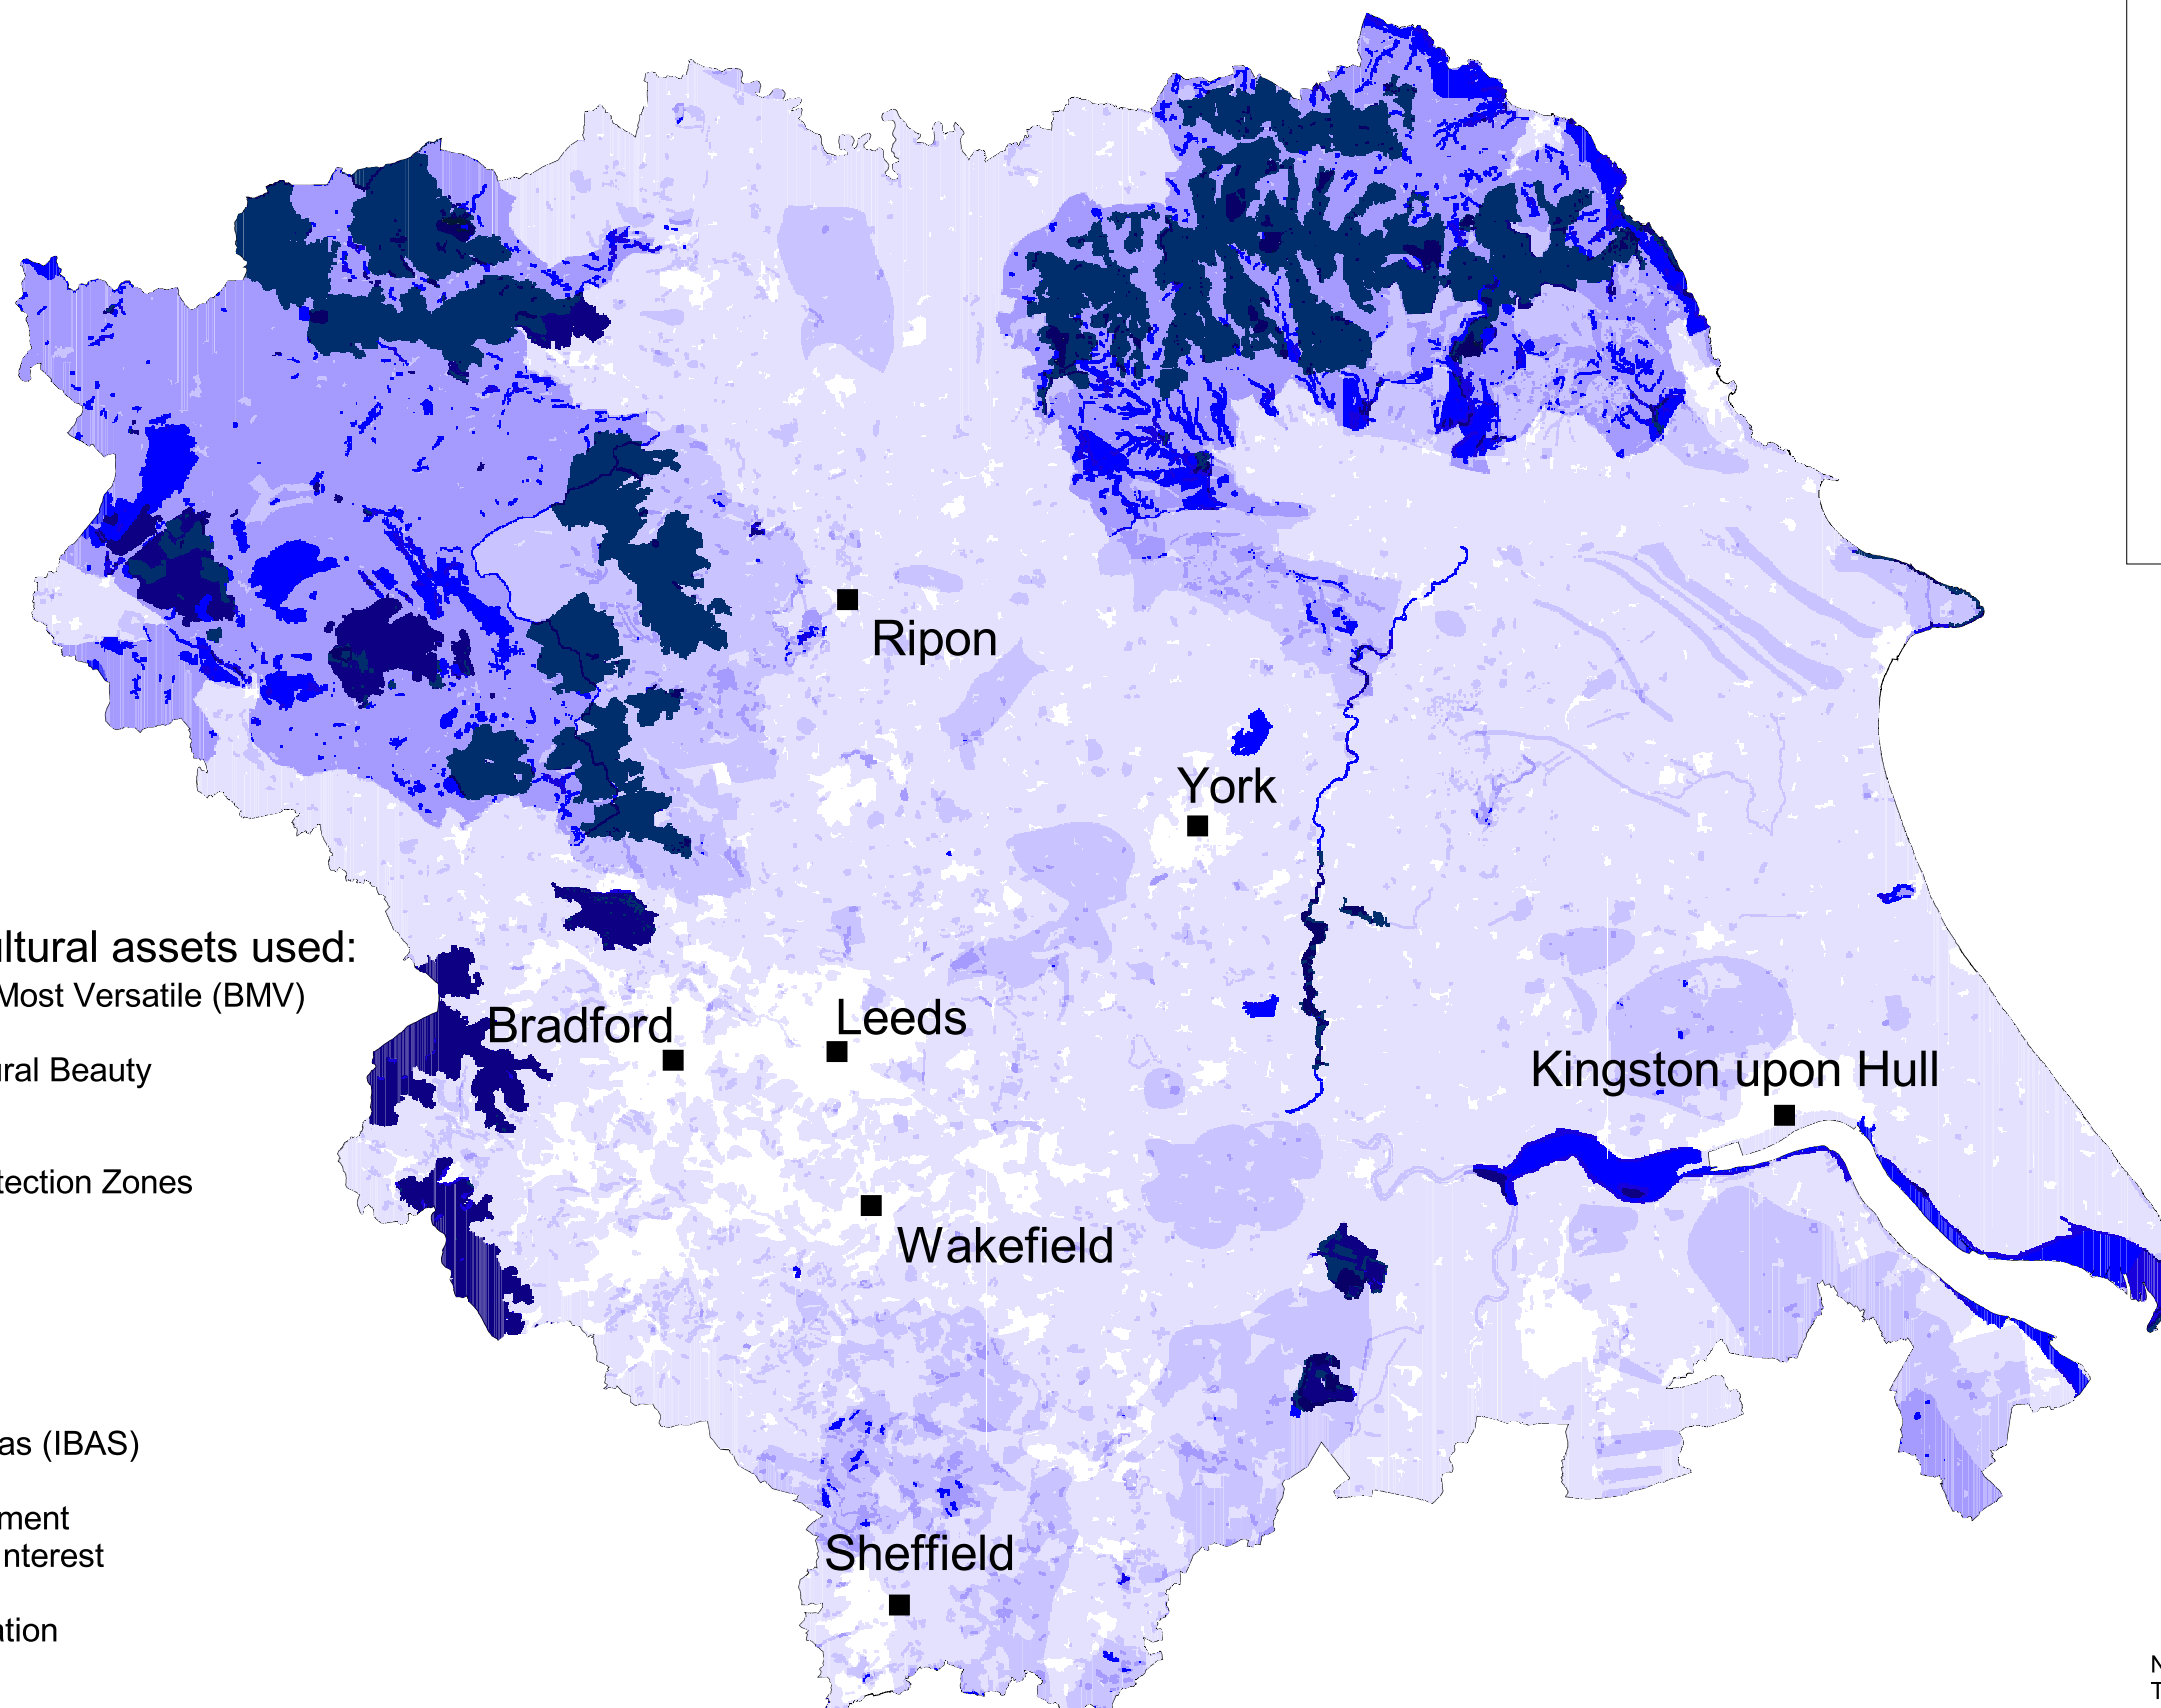 Ripon
York
ltural assets used:
Most Versatile (BMV)
Bradford
Leeds
ral Beauty
Kingston upon Hull
tection Zones
Wakefield
as (IBAS)
ment
nterest
Sheffield
ation
N
T